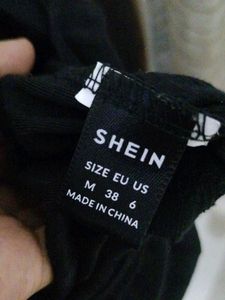 SHEIN
SIZE EU US
M 38 6
MADE IN CHINA